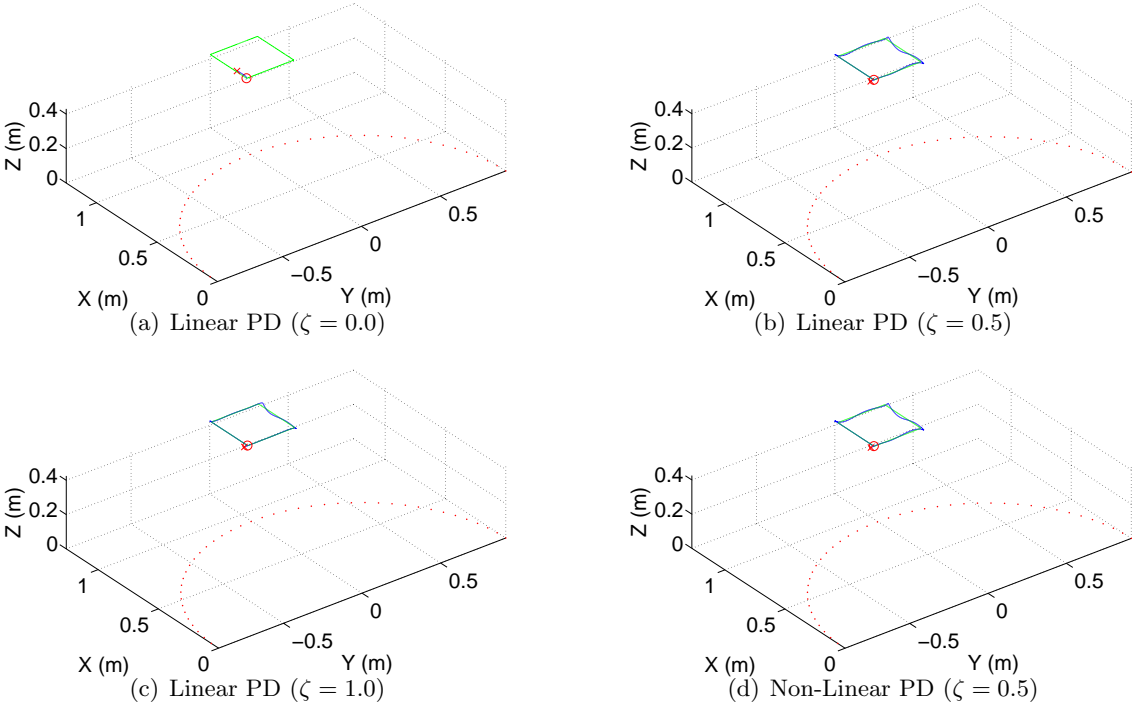 0.4
0.2
0
Z (m)
1
0.5
0
X (m)
−0.5
0
0.5
Y (m)
(a) Linear PD (ζ = 0.0)
0.4
0.2
0
Z (m)
1
0.5
0
X (m)
−0.5
0
0.5
Y (m)
(b) Linear PD (ζ = 0.5)
0.4
0.2
0
Z (m)
1
0.5
0
X (m)
−0.5
0
0.5
Y (m)
(c) Linear PD (ζ = 1.0)
0.4
0.2
0
Z (m)
1
0.5
0
X (m)
−0.5
0
0.5
Y (m)
(d) Non-Linear PD (ζ = 0.5)